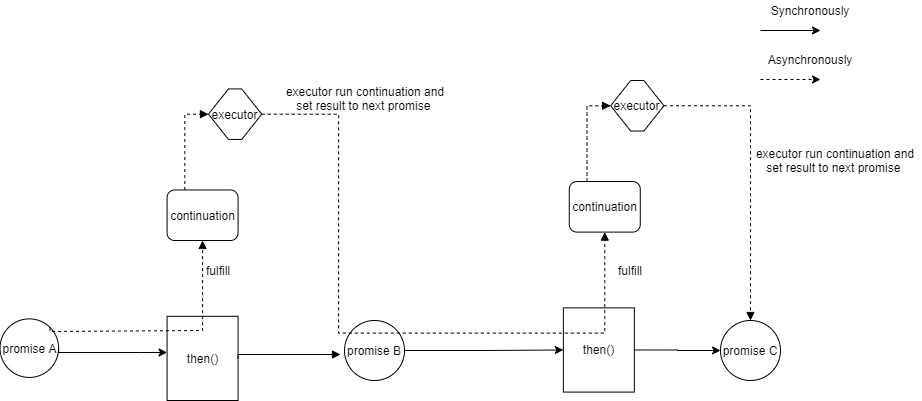 Synchronously
Asynchronously
executor run continuation and
set result to next promise
executor
executor
executor run continuation and
set result to next promise
continuation
continuation
fulfill
fulfill
promise A
then()
promise B
then()
promise C